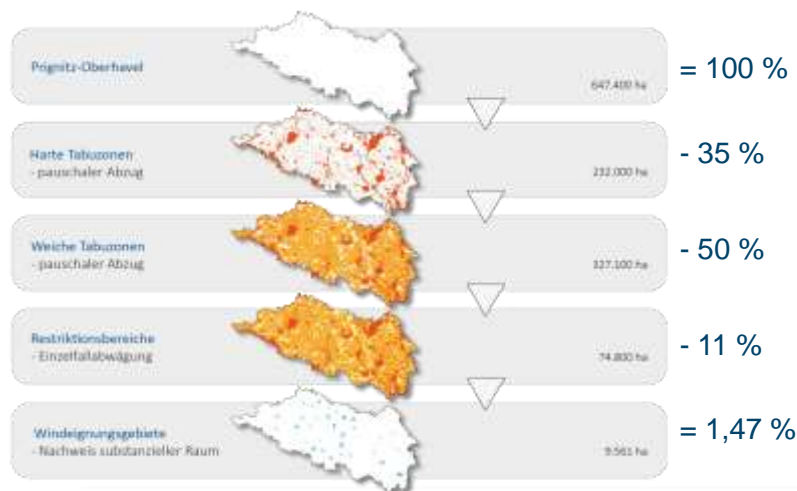 Prignitz-Oberhavel
647.400 ha
= 100 %
Harte Tabuzonen
- pauschaler Abzug
232.000 ha
- 35 %
Weiche Tabuzonen
- pauschaler Abzug
327.100 ha
- 50 %
Restriktionsbereiche
- Einzelfallabwägung
74.800 ha
- 11 %
Windeignungsgebiete
- Nachweis substanzieller Raum
9.561 ha
= 1,47 %